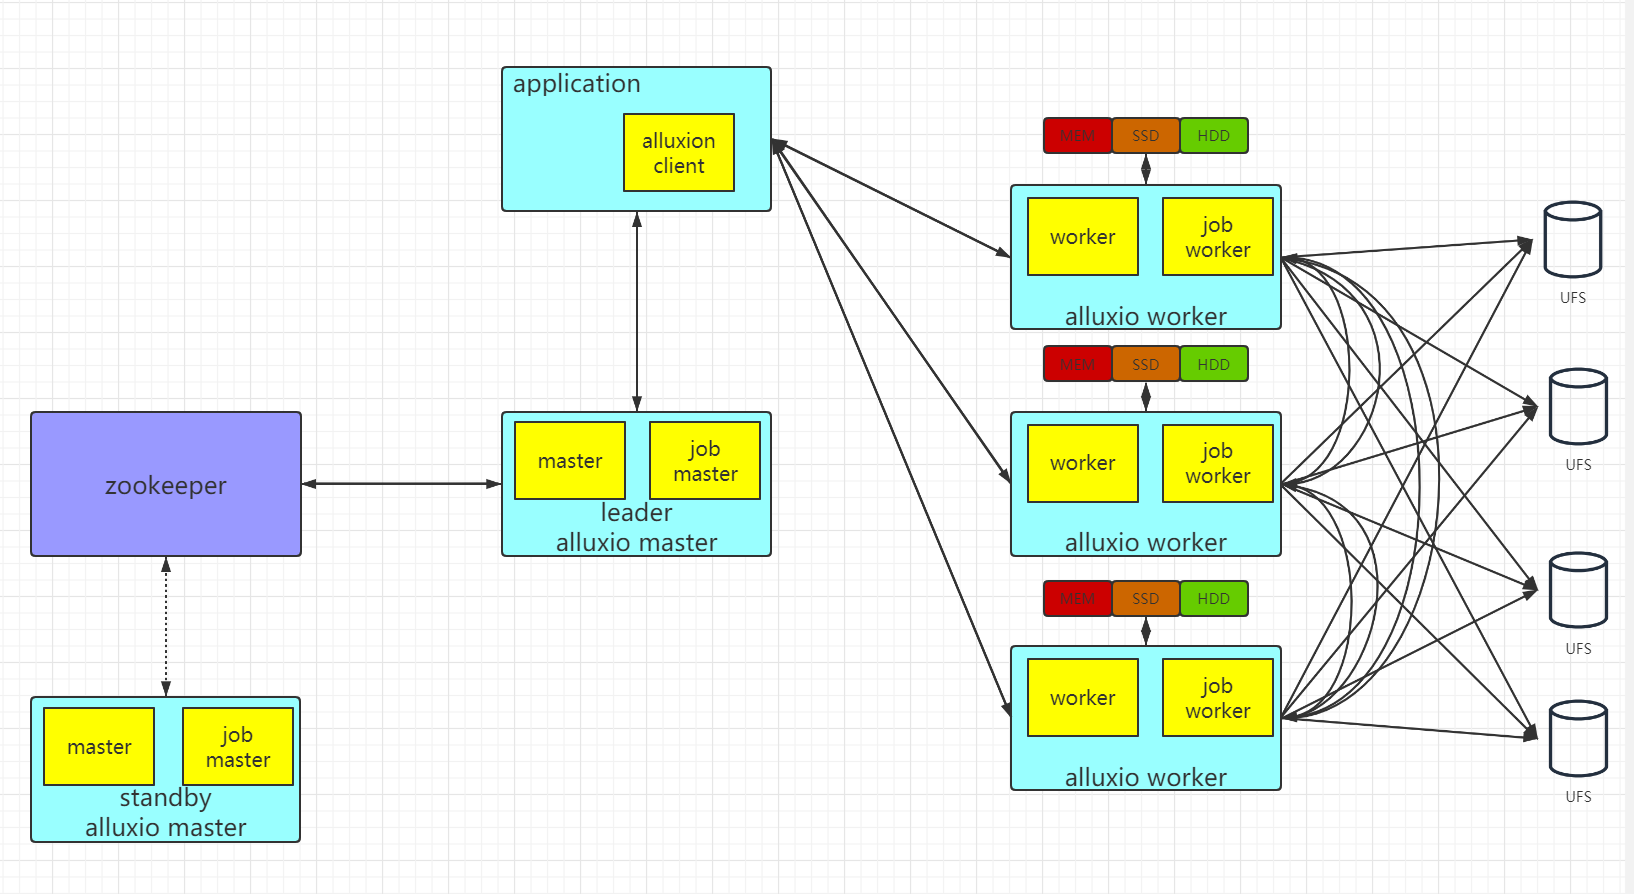 application
alluxion
client
MEM SSD HDD
worker
job
worker
alluxio worker
UFS
MEM SSD HDD
worker
job
worker
alluxio worker
UFS
zookeeper
master
job
master
leader
alluxio master
MEM SSD HDD
worker
job
worker
alluxio worker
UFS
master
job
master
standby
alluxio master
UFS